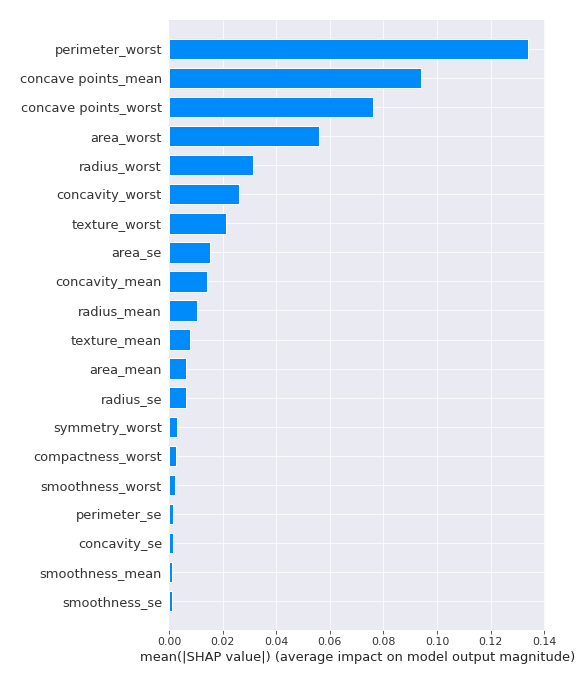 perimeter_worst
concave points_mean
concave points_worst
area_worst
radius_worst
concavity_worst
texture_worst
area_se
concavity_mean
radius_mean
texture_mean
area_mean
radius_se
symmetry_worst
compactness_worst
smoothness_worst
perimeter_se
concavity_se
smoothness_mean
smoothness_se
0.00 0.02 0.04 0.06 0.08 0.10 0.12 0.14
mean(|SHAP value|) (average impact on model output magnitude)